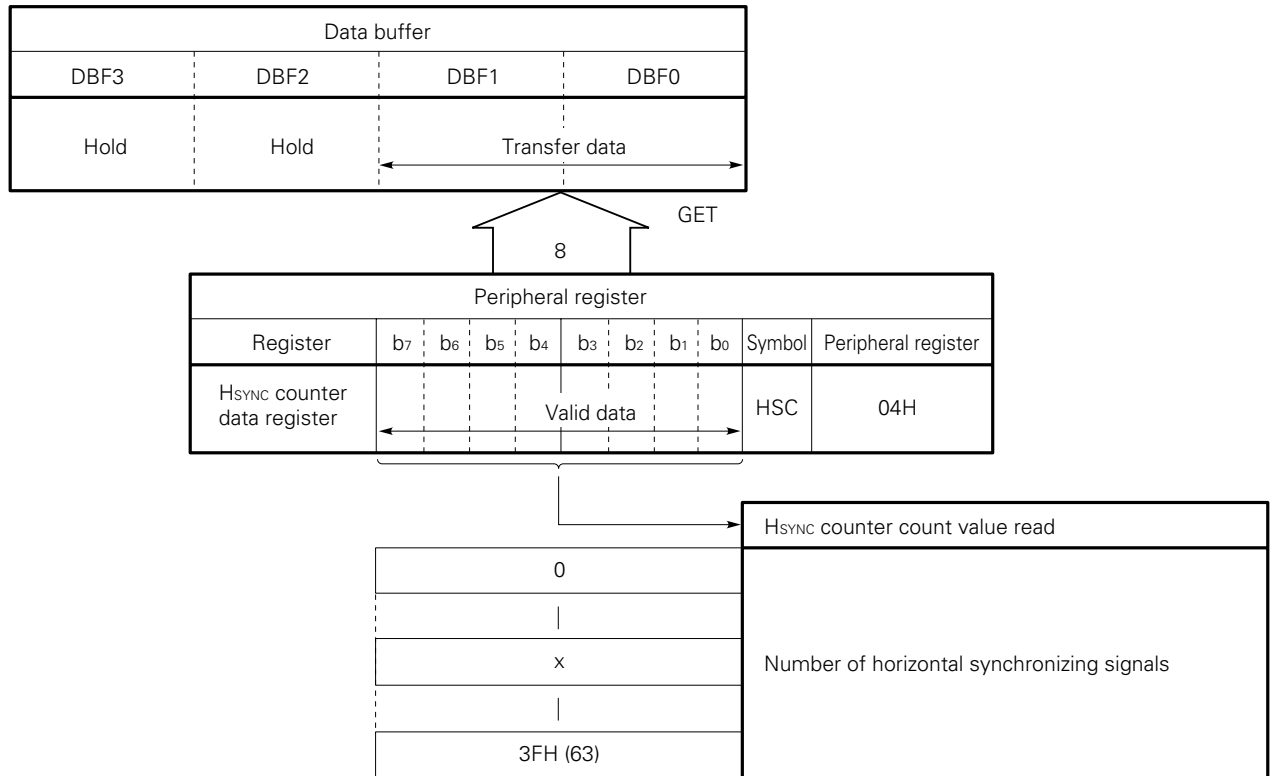 Data buffer
DBF3 DBF2 DBF1 DBF0
Hold Hold Transfer data
GET
8
Peripheral register
Register b7 b6 b5 b4 b3 b2 b1 b0 Symbol Peripheral register
HSYNC counter
data register
Valid data
HSC 04H
HSYNC counter count value read
0
x
3FH (63)
Number of horizontal synchronizing signals